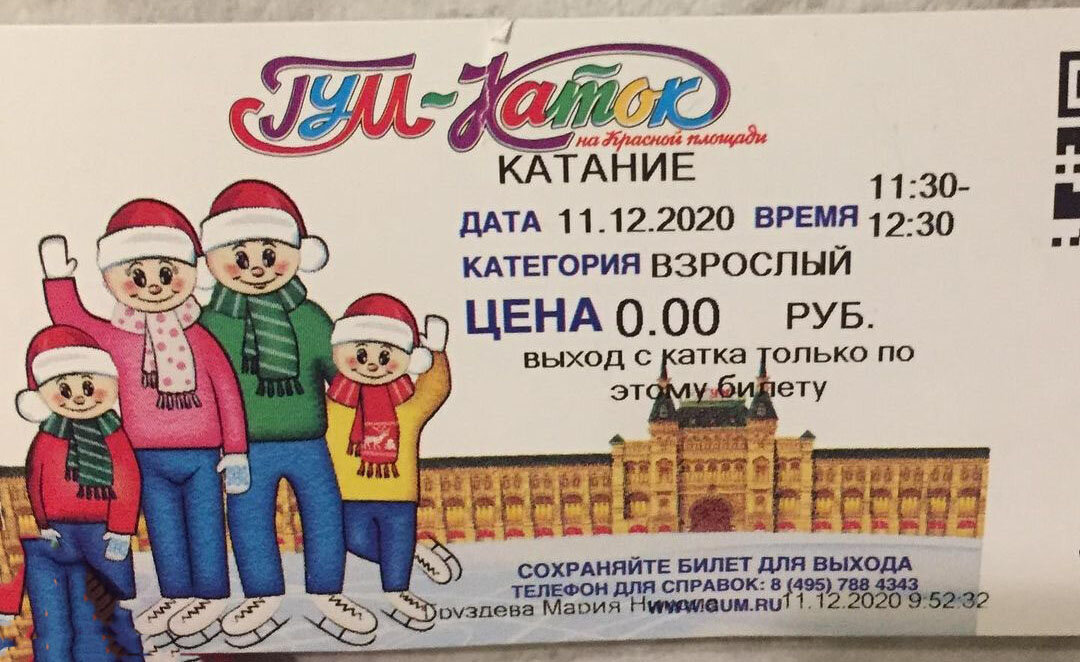 ГУМ-Каток
на Красной площади
КАТАНИЕ
ДАТА 11.12.2020 ВРЕМЯ 11:30-
12:30
КАТЕГОРИЯ ВЗРОСЛЫЙ
ЦЕНА 0.00 РУБ.
выход с катка только по
этому билету
СОХРАНЯЙТЕ БИЛЕТ ДЛЯ ВЫХОДА
ТЕЛЕФОН ДЛЯ СПРАВОК: 8 (495) 788 4343
Груздева Мария WWW.GUM.RU 11.12.2020 9:52:32